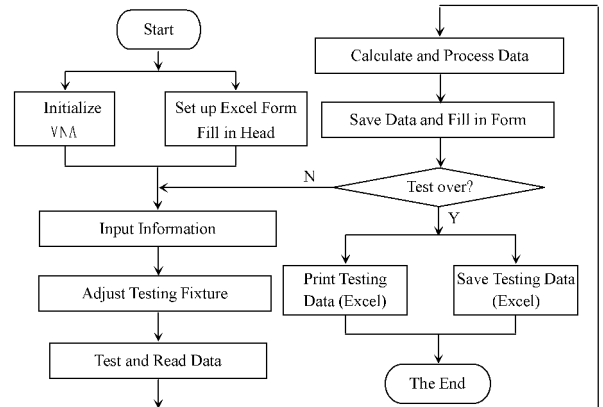 Start
Initialize
VNA
Set up Excel Form
Fill in Head
Input Information
Adjust Testing Fixture
Test and Read Data
Calculate and Process Data
Save Data and Fill in Form
Test over?
N
Y
Print Testing
Data (Excel)
Save Testing Data
(Excel)
The End